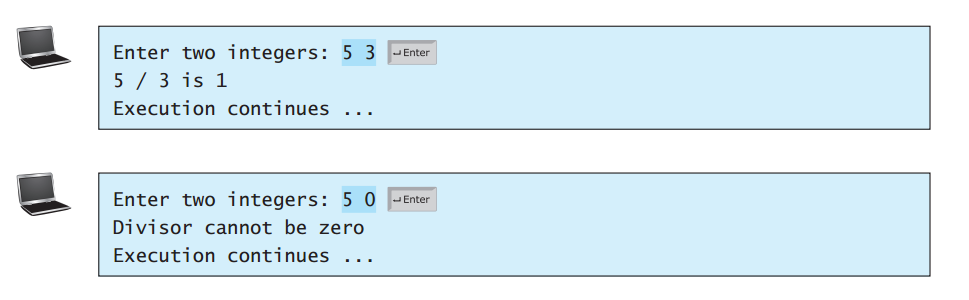 Enter two integers: 5 3 ↵Enter
5 / 3 is 1
Execution continues ...
Enter two integers: 5 0 ↵Enter
Divisor cannot be zero
Execution continues ...